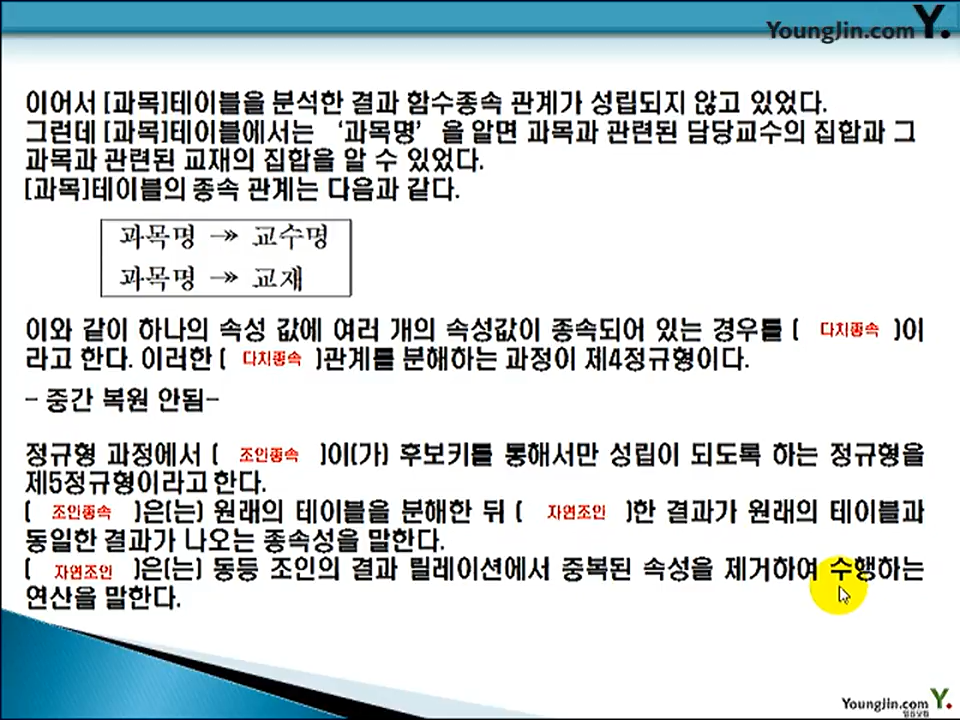 YoungJin.com Y.
이어서 [과목]테이블을 분석한 결과 함수종속 관계가 성립되지 않고 있었다.
그런데 [과목]테이블에서는 ‘과목명’ 을 알면 과목과 관련된 담당교수의 집합과 그
과목과 관련된 교재의 집합을 알 수 있었다.
[과목]테이블의 종속 관계는 다음과 같다.
과목명 ↠ 교수명
과목명 ↠ 교재
이와 같이 하나의 속성 값에 여러 개의 속성값이 종속되어 있는 경우를 ( 다치종속 )이
라고 한다. 이러한 ( 다치종속 )관계를 분해하는 과정이 제4정규형이다.
- 중간 복원 안됨-
정규형 과정에서 ( 조인종속 )이(가) 후보키를 통해서만 성립이 되도록 하는 정규형을
제5정규형이라고 한다.
( 조인종속 )은(는) 원래의 테이블을 분해한 뒤 ( 자연조인 )한 결과가 원래의 테이블과
동일한 결과가 나오는 종속성을 말한다.
( 자연조인 )은(는) 동등 조인의 결과 릴레이션에서 중복된 속성을 제거하여 수행하는
연산을 말한다.
YoungJin.com Y.